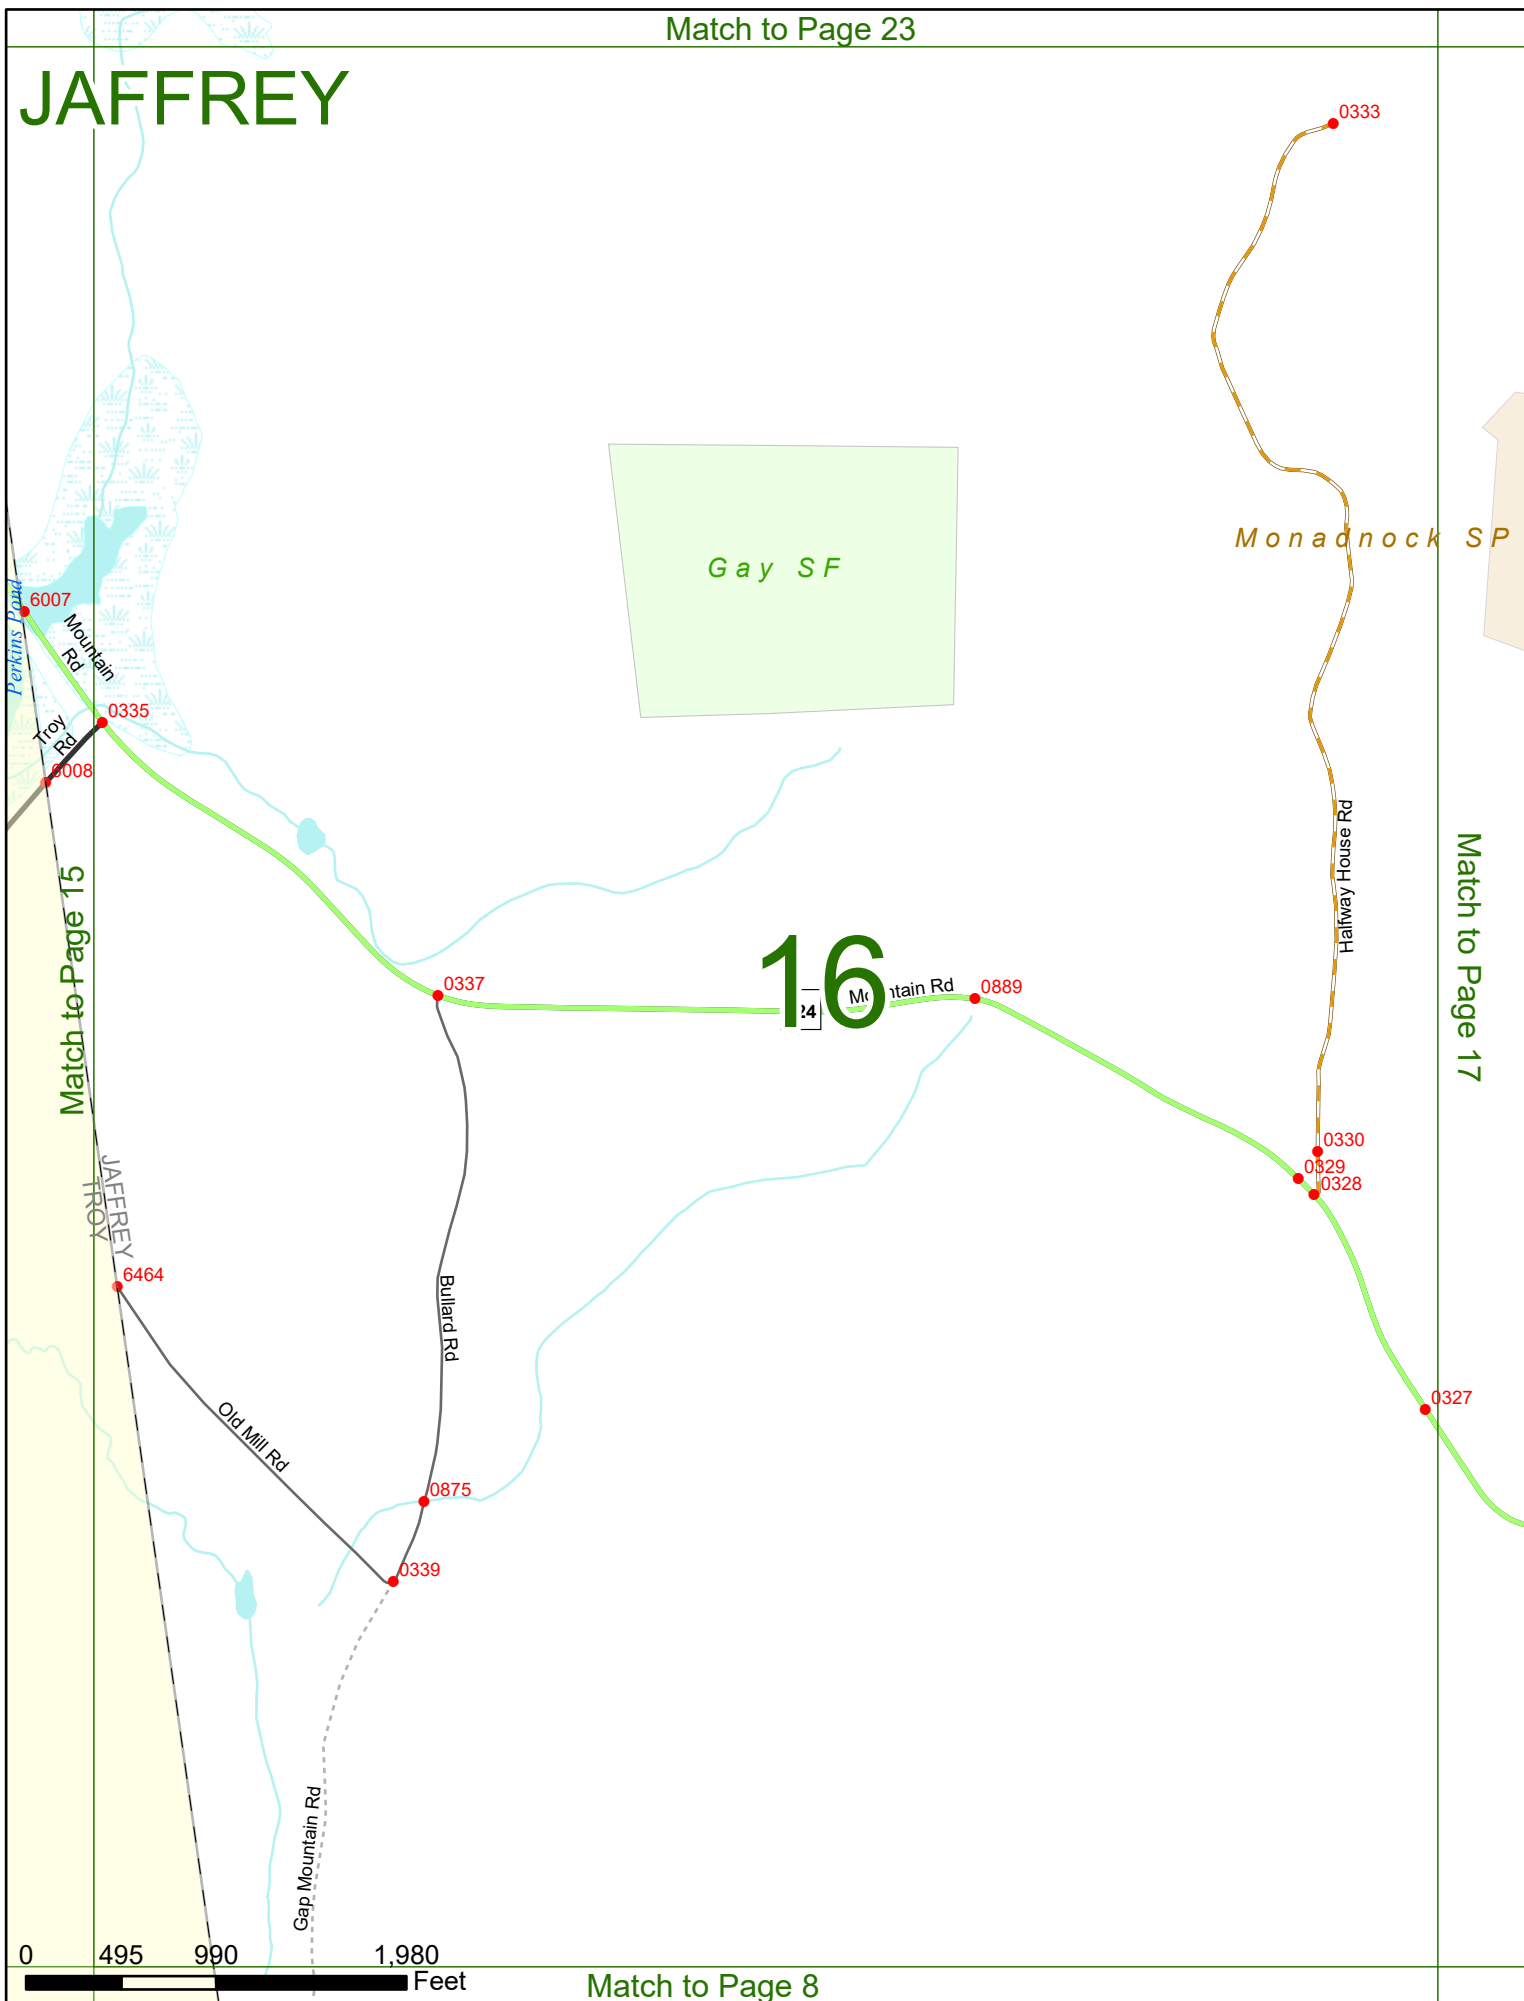 Match to Page 23
JAFFREY
0333
Monadnock SP
Gay SF
6007
Perkins Pond
Mountain
Rd
0335
Troy
Rd
6008
Halfway House Rd
Match to Page 15
Match to Page 17
16
0337
24
Mountain Rd
0889
0330
0329
0328
JAFFREY
TROY
6464
Bullard Rd
0327
Old Mill Rd
0875
0339
Gap Mountain Rd
0 495 990 1,980
Feet
Match to Page 8